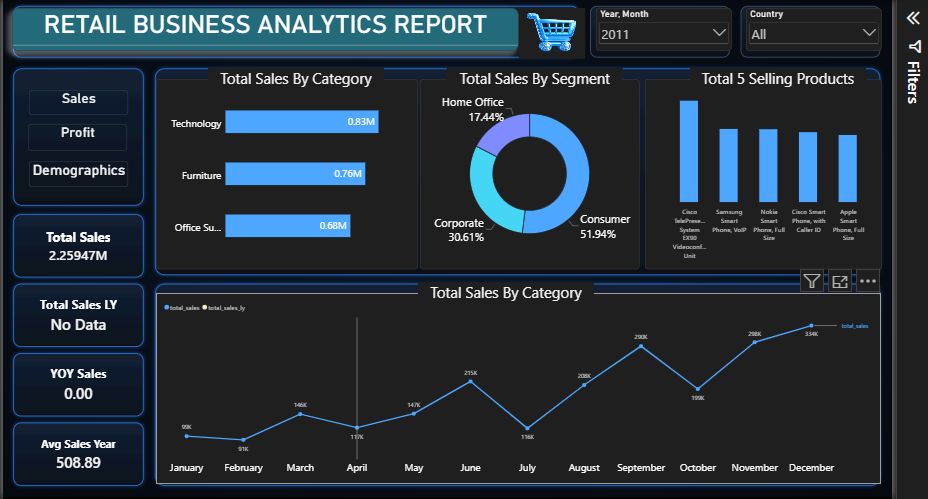 RETAIL BUSINESS ANALYTICS REPORT
Year, Month
2011
Country
All
Filters
Sales
Profit
Demographics
Total Sales
2.25947M
Total Sales LY
No Data
YOY Sales
0.00
Avg Sales Year
508.89
Total Sales By Category
Technology
0.83M
Furniture
0.76M
Office Su...
0.68M
Total Sales By Segment
Home Office
17.44%
Corporate
30.61%
Consumer
51.94%
Total 5 Selling Products
Cisco
TelePrese...
System
EX90
Videoconf...
Unit
Samsung
Smart
Phone, VoIP
Nokia
Smart
Phone, Full
Size
Cisco Smart
Phone, with
Caller ID
Apple
Smart
Phone, Full
Size
Total Sales By Category
total_sales
total_sales_ly
99K
91K
146K
117K
147K
215K
116K
208K
290K
199K
298K
334K
total_sales
January
February
March
April
May
June
July
August
September
October
November
December